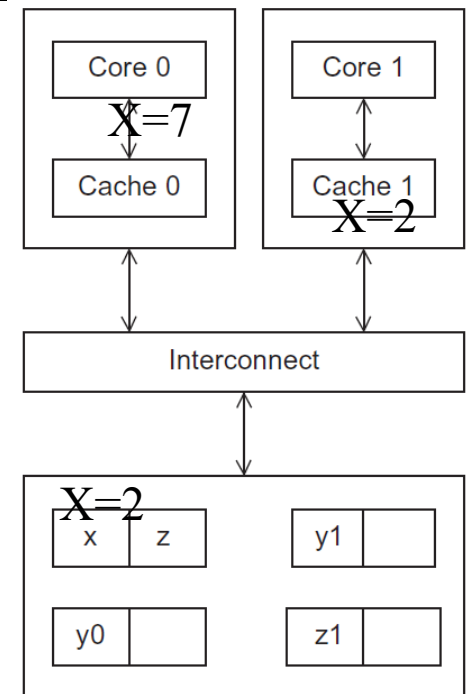 Core 0
Core 1
X=7
Cache 0
Cache 1
X=2
Interconnect
X=2
x z
y1
y0
z1